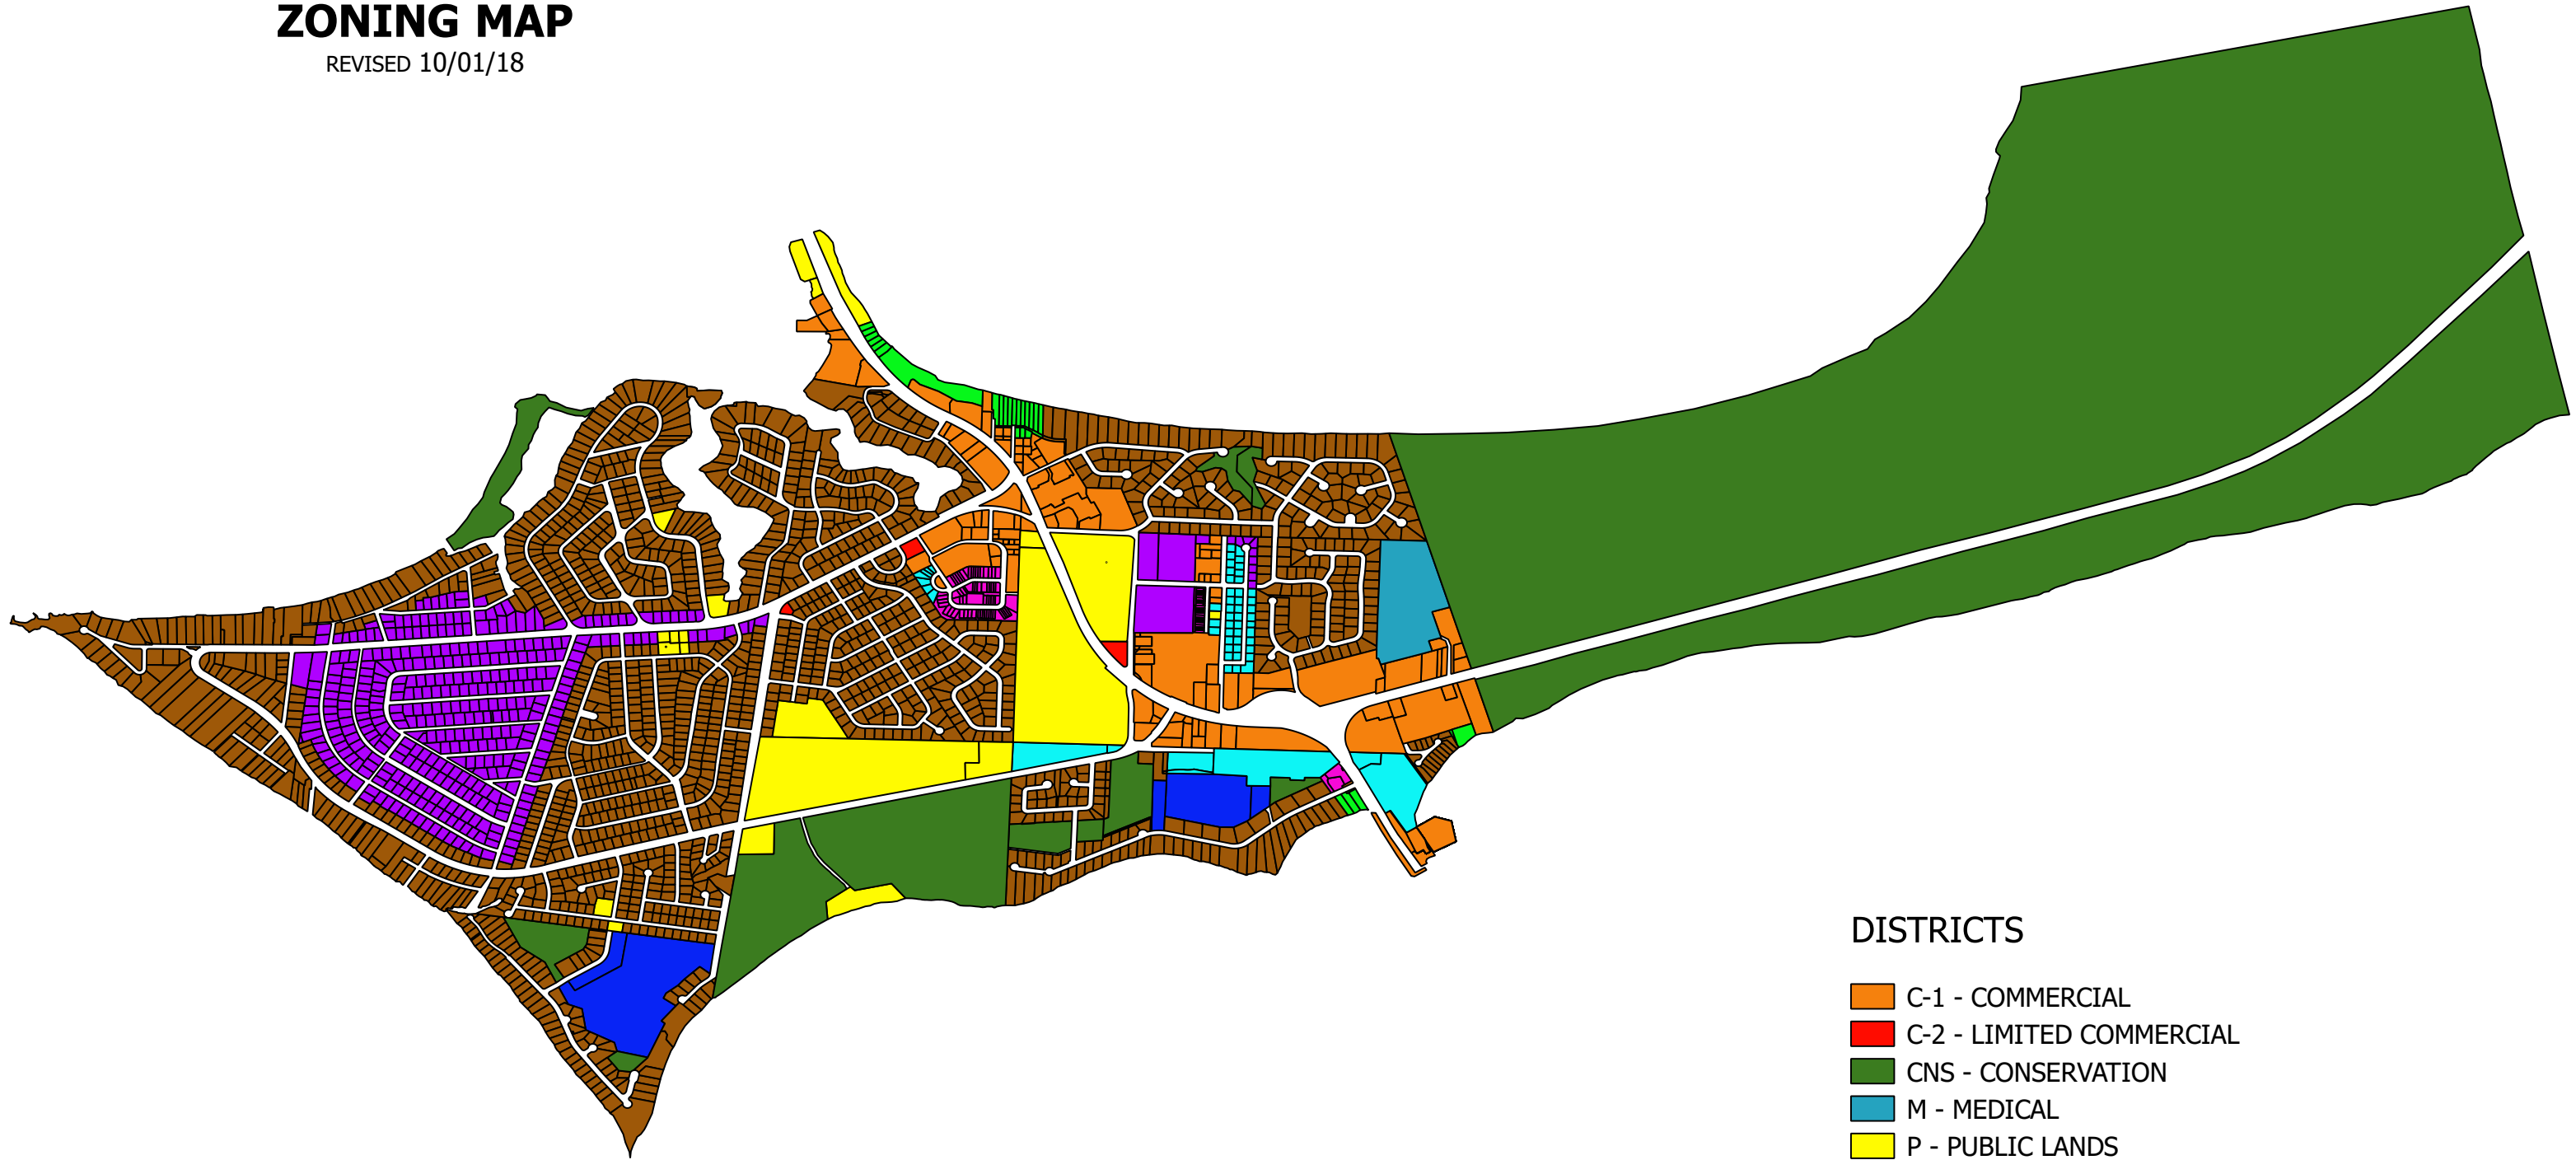 ZONING MAP
REVISED 10/01/18
DISTRICTS
C-1 - COMMERCIAL
C-2 - LIMITED COMMERCIAL
CNS - CONSERVATION
M - MEDICAL
P - PUBLIC LANDS